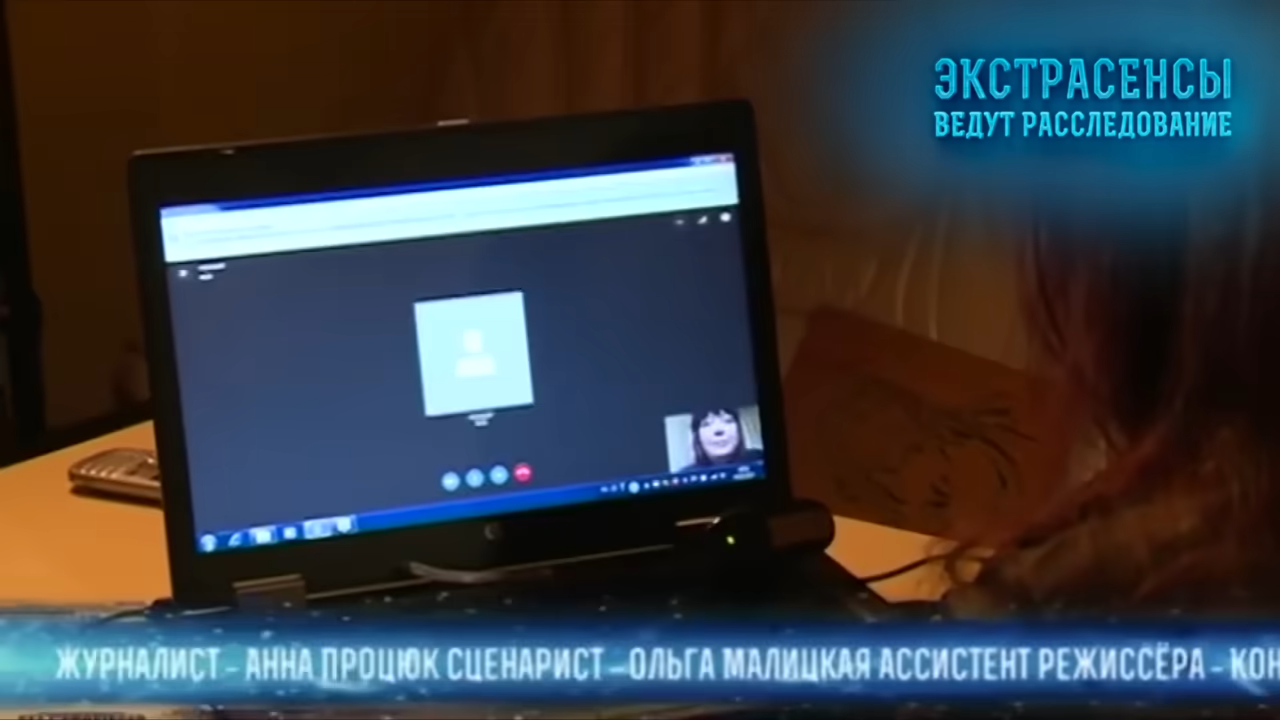 ЭКСТРАСЕНСЫ
ВЕДУТ РАССЛЕДОВАНИЕ
ЖУРНАЛИСТ - АННА ПРОЦЮК СЦЕНАРИСТ - ОЛЬГА МАЛИЦКАЯ АССИСТЕНТ РЕЖИССЁРА -